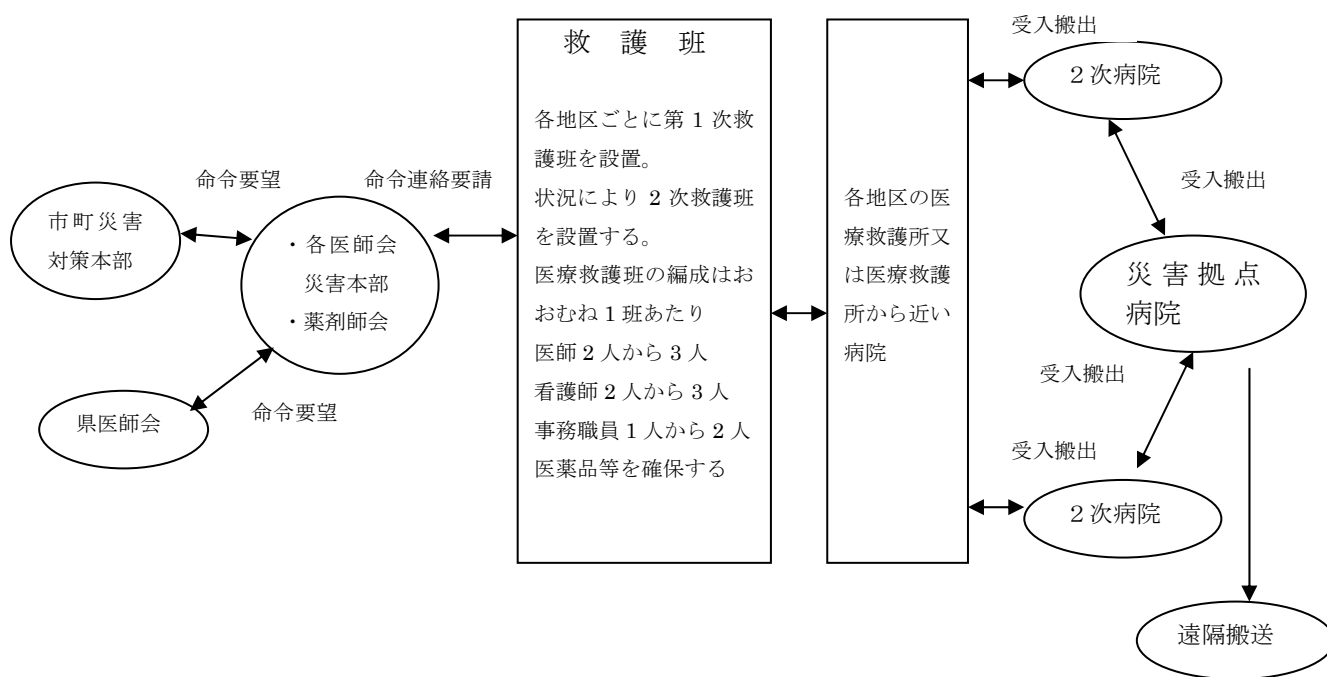 市町災害
対策本部
命令要望
県医師会
命令要望
・各医師会
災害本部
・薬剤師会
命令連絡要請
救護班
各地区ごとに第1次救
護班を設置。
状況により2次救護班
を設置する。
医療救護班の編成はお
おむね1班あたり
医師2人から3人
看護師2人から3人
事務職員1人から2人
医薬品等を確保する
各地区の医
療救護所又
は医療救護
所から近い
病院
受入搬出
2次病院
受入搬出
災害拠点
病院
受入搬出
受入搬出
2次病院
遠隔搬送